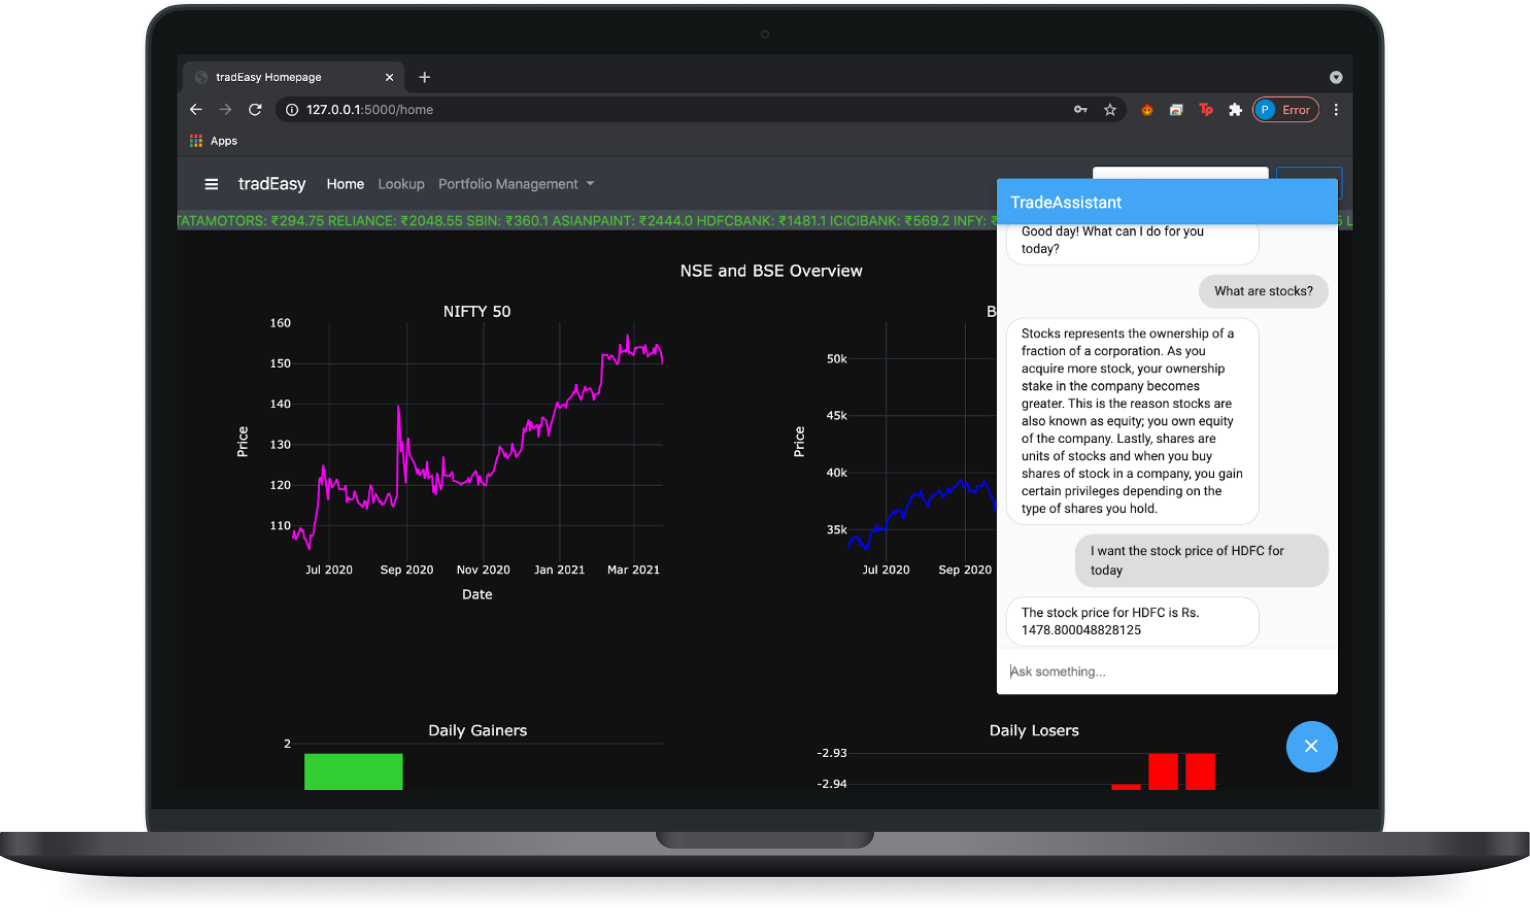 tradEasy Homepage
127.0.0.1:5000/home
Tp
P Error
Apps
tradEasy Home Lookup Portfolio Management
TATAMOTORS: ₹294.75 RELIANCE: ₹2048.55 SBIN: ₹360.1 ASIANPAINT: ₹2444.0 HDFCBANK: ₹1481.1 ICICIBANK: ₹569.2 INFY: ₹
NSE and BSE Overview
NIFTY 50
160
150
140
130
120
110
Price
Jul 2020 Sep 2020 Nov 2020 Jan 2021 Mar 2021
Date
B
50k
45k
40k
35k
Price
Jul 2020 Sep 2020
Daily Gainers
2
Daily Losers
-2.93
-2.94
TradeAssistant
Good day! What can I do for you
today?
What are stocks?
Stocks represents the ownership of a
fraction of a corporation. As you
acquire more stock, your ownership
stake in the company becomes
greater. This is the reason stocks are
also known as equity; you own equity
of the company. Lastly, shares are
units of stocks and when you buy
shares of stock in a company, you gain
certain privileges depending on the
type of shares you hold.
I want the stock price of HDFC for
today
The stock price for HDFC is Rs.
1478.800048828125
Ask something...